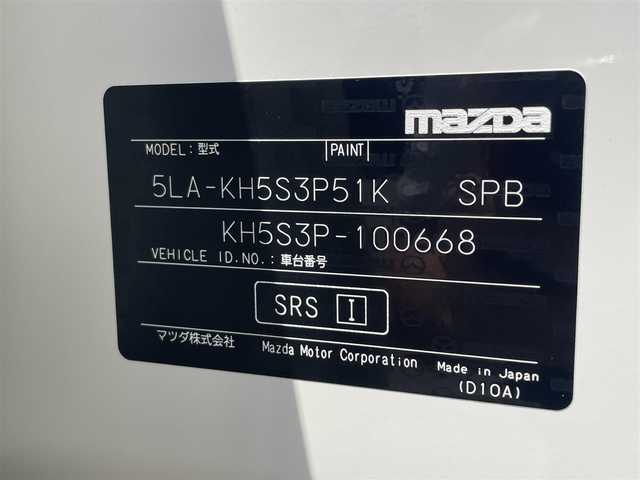 mazda
MODEL: 型式 PAINT
5LA-KH5S3P51K SPB
KH5S3P-100668
VEHICLE ID.NO.: 車台番号
SRS I
マツダ株式会社 Mazda Motor Corporation Made in Japan
(D10A)